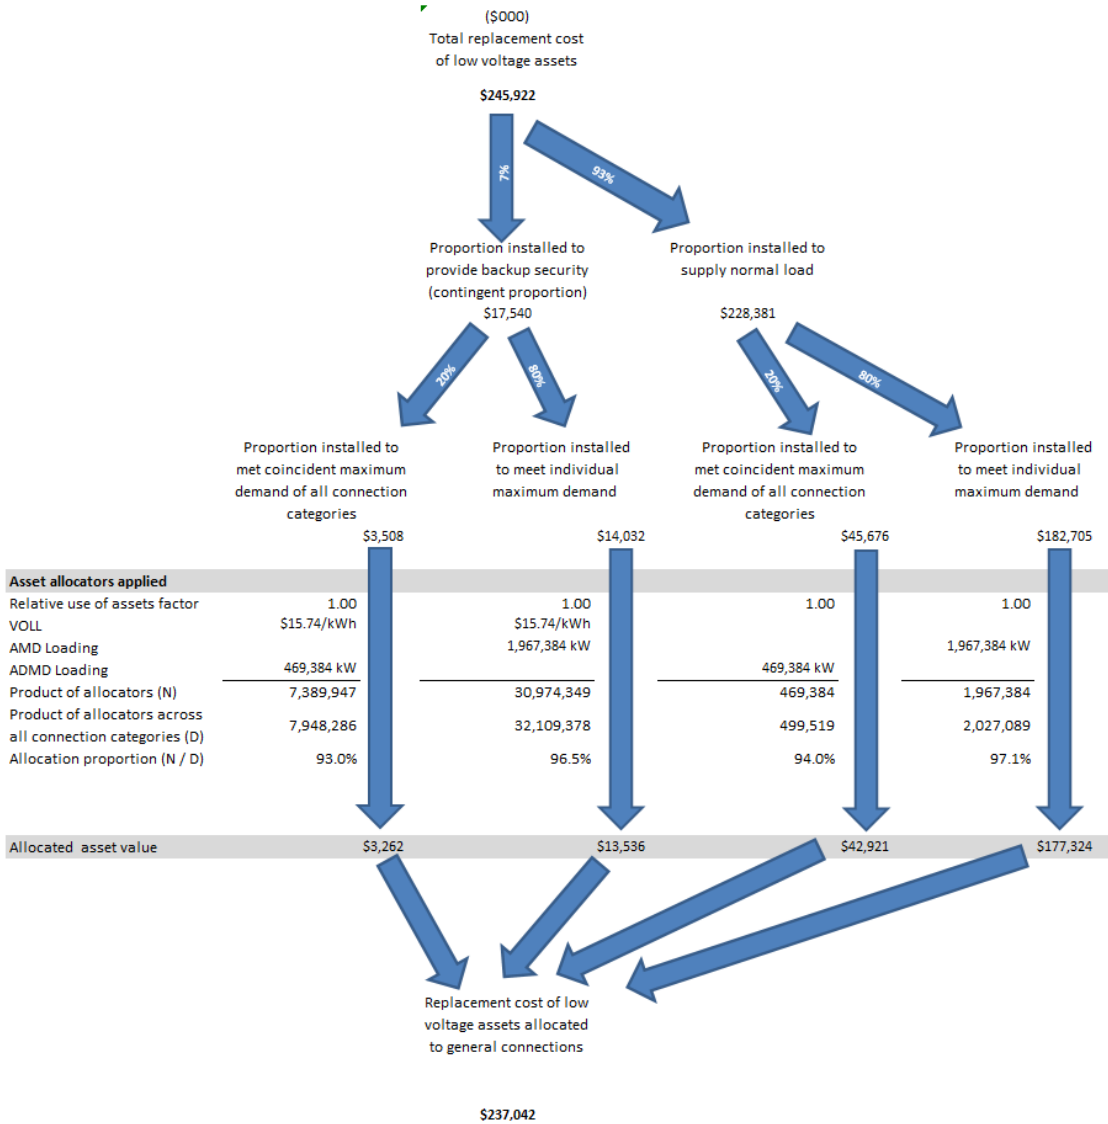 ($000)
Total replacement cost
of low voltage assets
$245,922
7%
93%
Proportion installed to
provide backup security
(contingent proportion)
$17,540
Proportion installed to
supply normal load
$228,381
20%
80%
20%
80%
Proportion installed to
met coincident maximum
demand of all connection
categories
$3,508
Proportion installed
to meet individual
maximum demand
$14,032
Proportion installed to
met coincident maximum
demand of all connection
categories
$45,676
Proportion installed
to meet individual
maximum demand
$182,705
Asset allocators applied
Relative use of assets factor 1.00 1.00 1.00 1.00
VOLL $15.74/kWh $15.74/kWh
AMD Loading 1,967,384 kW 1,967,384 kW
ADMD Loading 469,384 kW 469,384 kW
Product of allocators (N) 7,389,947 30,974,349 469,384 1,967,384
Product of allocators across
all connection categories (D) 7,948,286 32,109,378 499,519 2,027,089
Allocation proportion (N / D) 93.0% 96.5% 94.0% 97.1%
Allocated asset value $3,262 $13,536 $42,921 $177,324
Replacement cost of low
voltage assets allocated
to general connections
$237,042